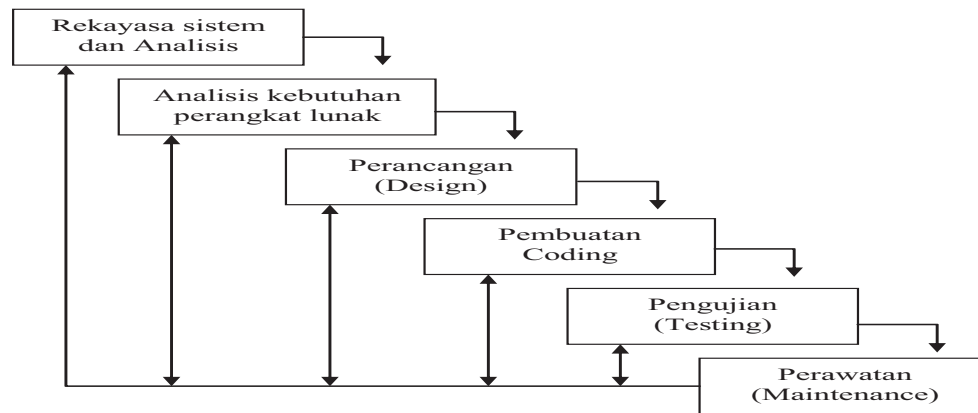 Rekayasa sistem
dan Analisis
Analisis kebutuhan
perangkat lunak
Perancangan
(Design)
Pembuatan
Coding
Pengujian
(Testing)
Perawatan
(Maintenance)